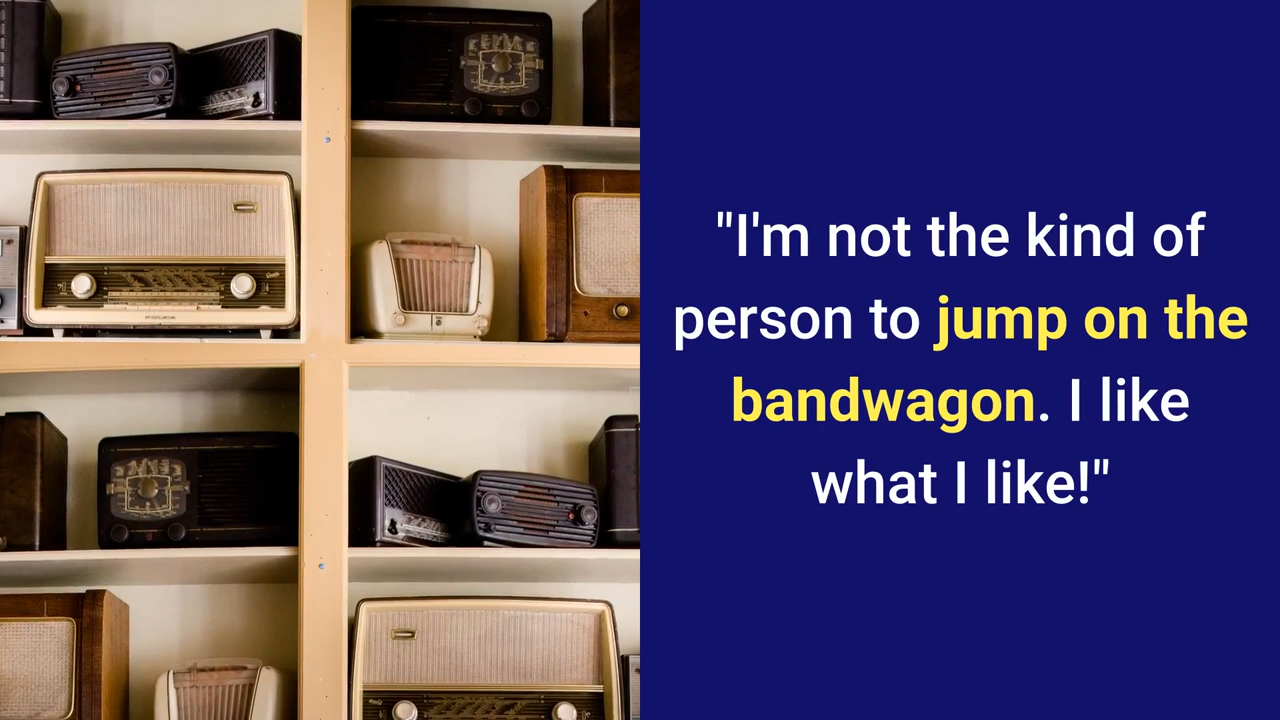 "I'm not the kind of
person to jump on the
bandwagon. I like
what I like!"